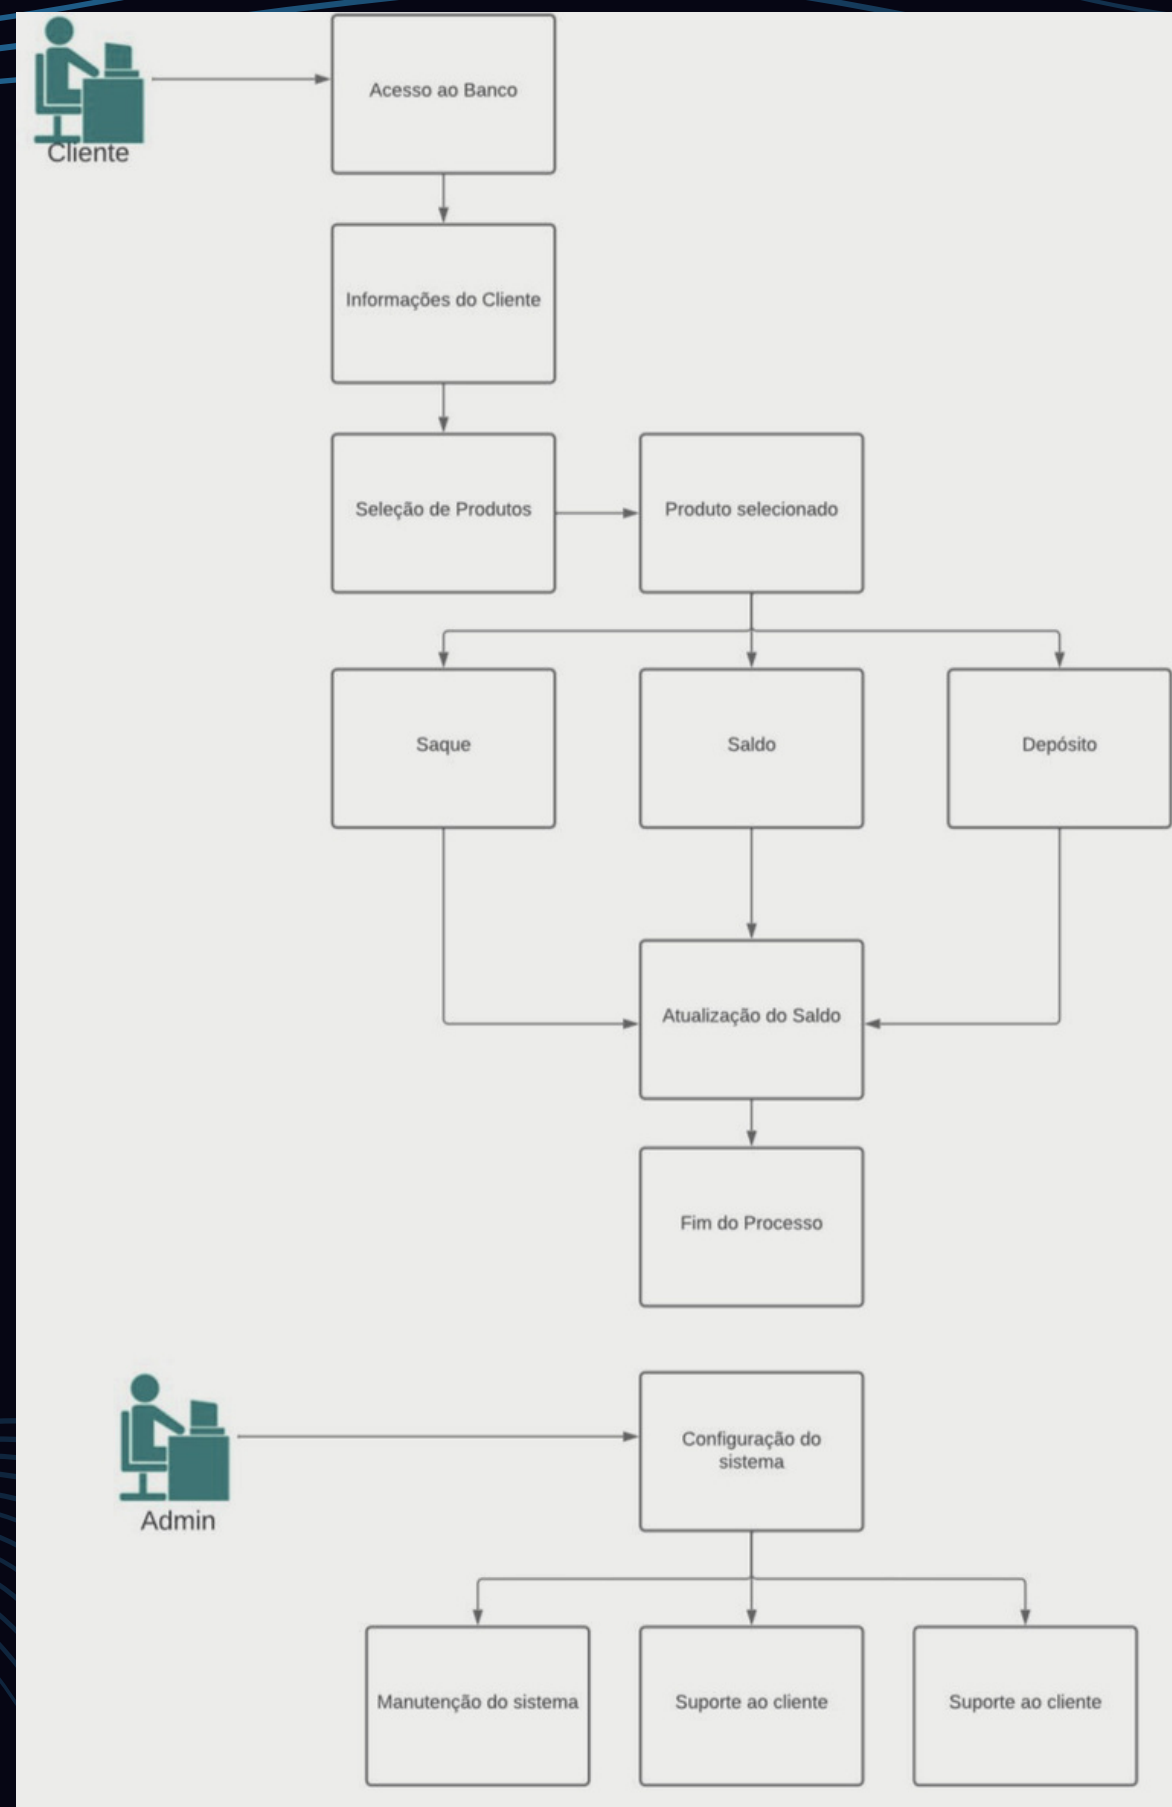 Cliente
Acesso ao Banco
Informações do Cliente
Seleção de Produtos
Produto selecionado
Saque
Saldo
Depósito
Atualização do Saldo
Fim do Processo
Admin
Configuração do
sistema
Manutenção do sistema
Suporte ao cliente
Suporte ao cliente